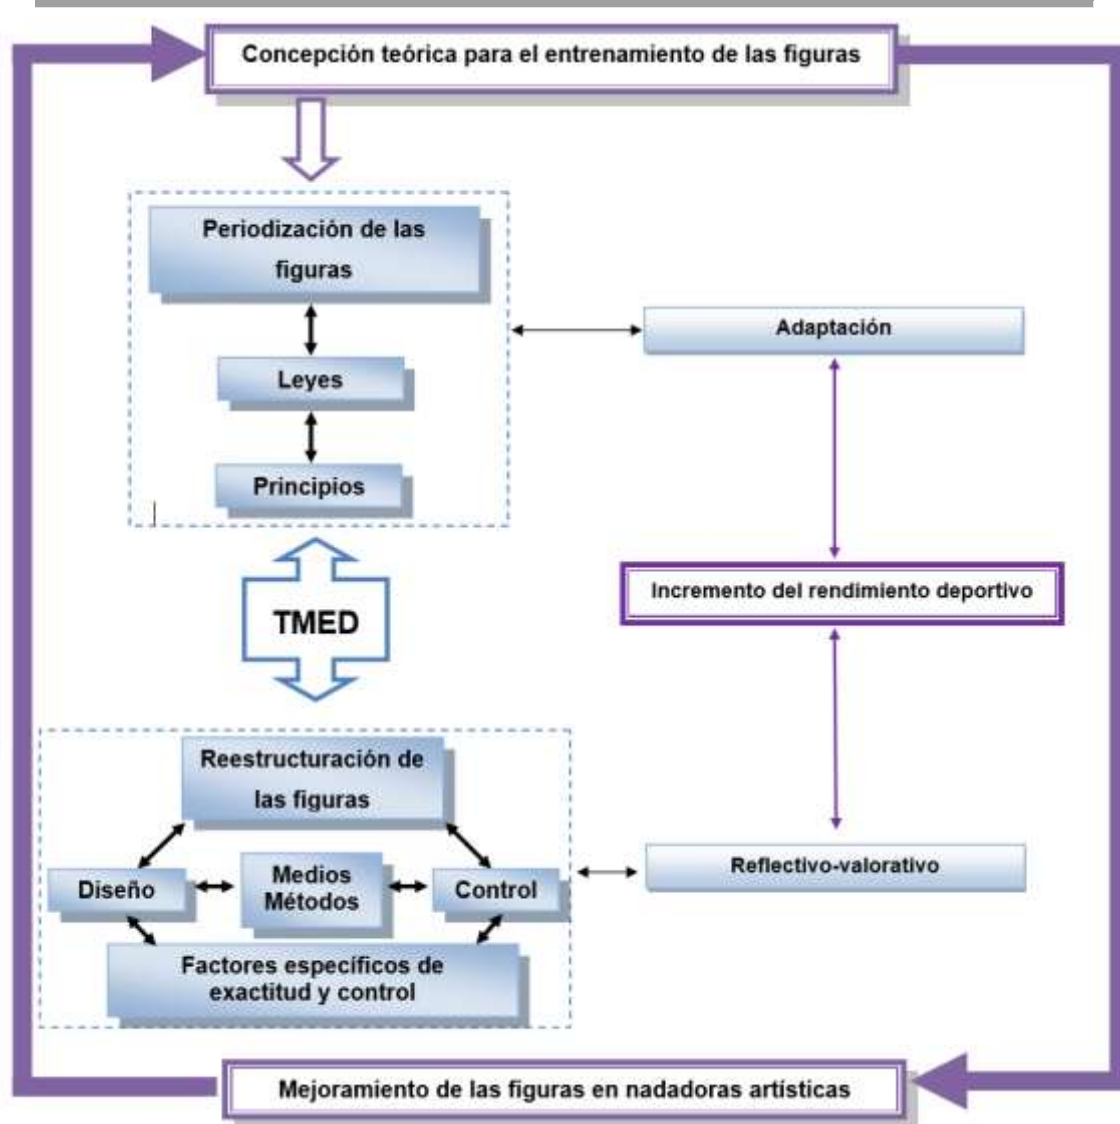 Concepción teórica para el entrenamiento de las figuras
Periodización de las
figuras
Adaptación
Leyes
Principios
Incremento del rendimiento deportivo
TMED
Reestructuración de
las figuras
Reflectivo-valorativo
Diseño
Medios
Métodos
Control
Factores específicos de
exactitud y control
Mejoramiento de las figuras en nadadoras artísticas